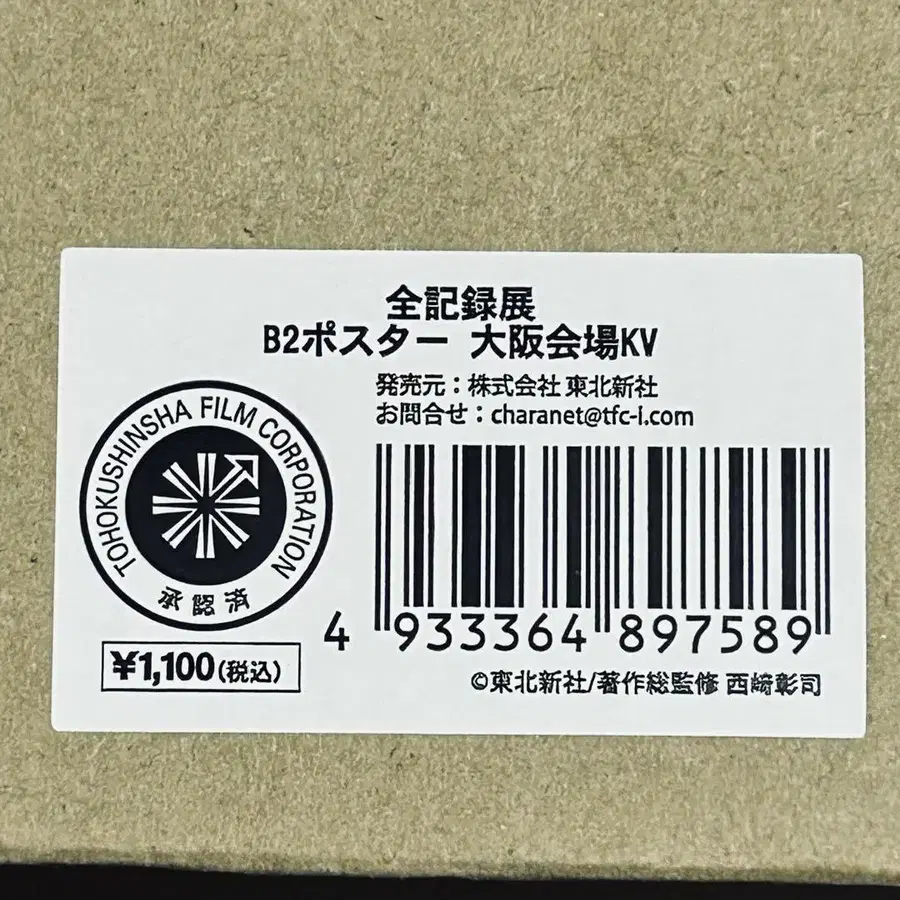 全記録展
B2ポスター 大阪会場KV
発売元：株式会社 東北新社
お問合せ：charanet@tfc-i.com
TOHOKUSHINSHA FILM CORPORATION
承認済
¥1,100(税込)
4 933364 897589
©東北新社/著作総監修 西﨑彰司